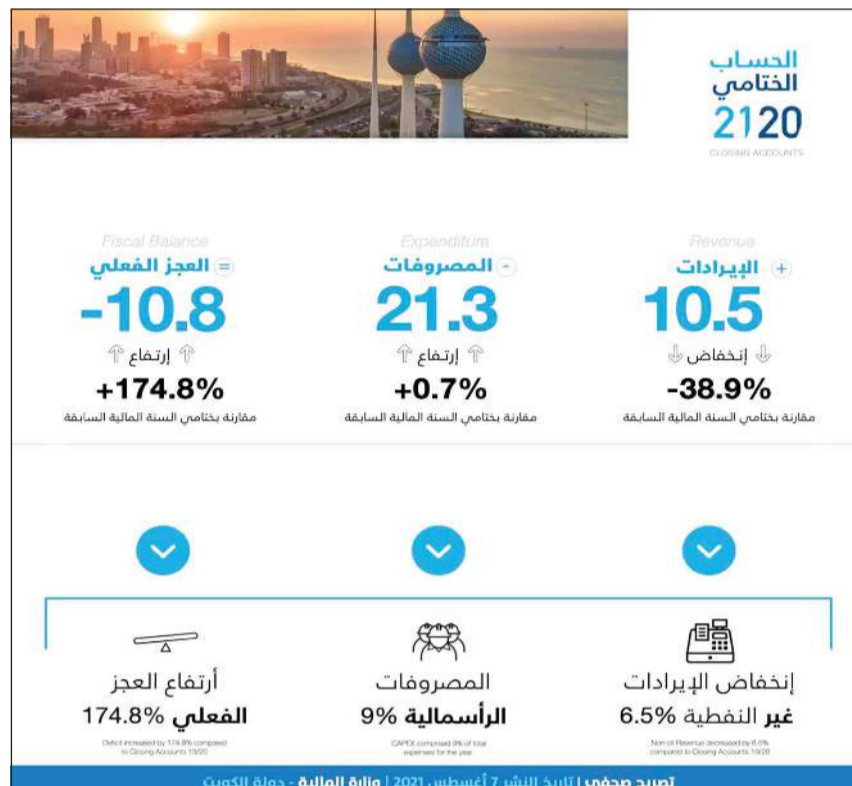 الحساب
الختامي
2120
CLOSING ACCOUNTS
Revenue
+ الإيرادات
10.5
إنخفاض
-38.9%
مقارنة بختامي السنة المالية السابقة
Expenditure
- المصروفات
21.3
إرتفاع
+0.7%
مقارنة بختامي السنة المالية السابقة
Fiscal Balance
= العجز الفعلي
-10.8
إرتفاع
+174.8%
مقارنة بختامي السنة المالية السابقة
إنخفاض الإيرادات
غير النفطية 6.5%
Non oil Revenue decreased by 6.5%
compared to Closing Accounts 19/20
المصروفات
الرأسمالية 9%
CAPEX comprised 9% of total
expenses for the year
أرتفاع العجز
الفعلي 174.8%
Deficit increased by 174.8% compared
to Closing Accounts 19/20
تصريح صحفي | تاريخ النشر 7 أغسطس 2021 | وزارة المالية - دولة الكويت